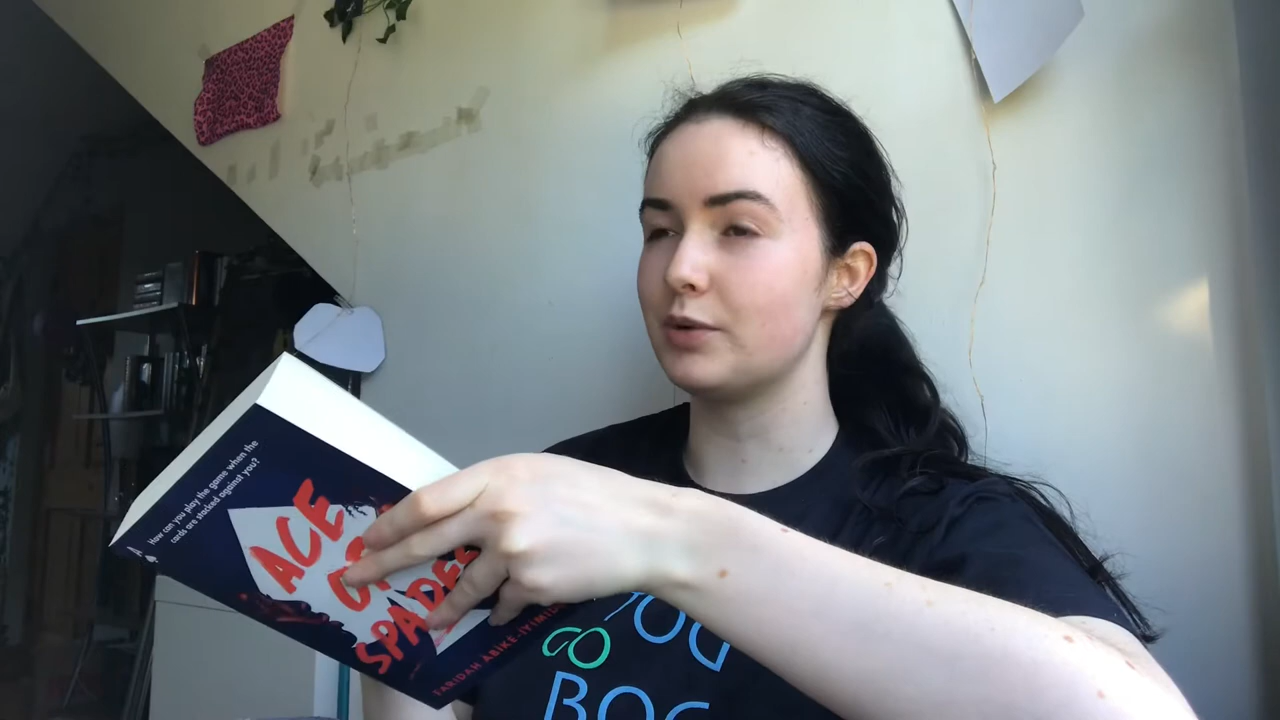 How can you play the game when the
cards are stacked against you?
ACE
OF
SPADES
FARIDAH ÀBÍKÉ-ÍYÍMÍDÉ
GO